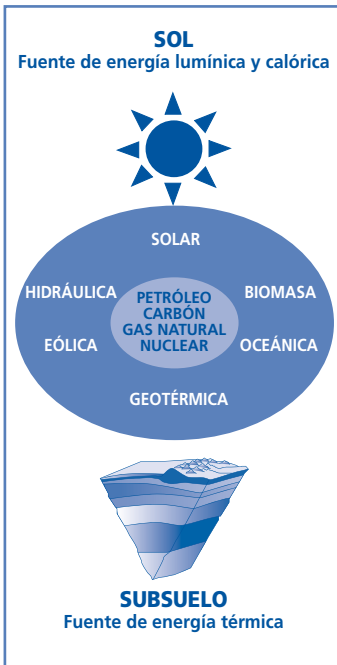 SOL
Fuente de energía lumínica y calórica
SOLAR
HIDRÁULICA
BIOMASA
PETRÓLEO
CARBÓN
GAS NATURAL
NUCLEAR
EÓLICA
OCEÁNICA
GEOTÉRMICA
SUBSUELO
Fuente de energía térmica